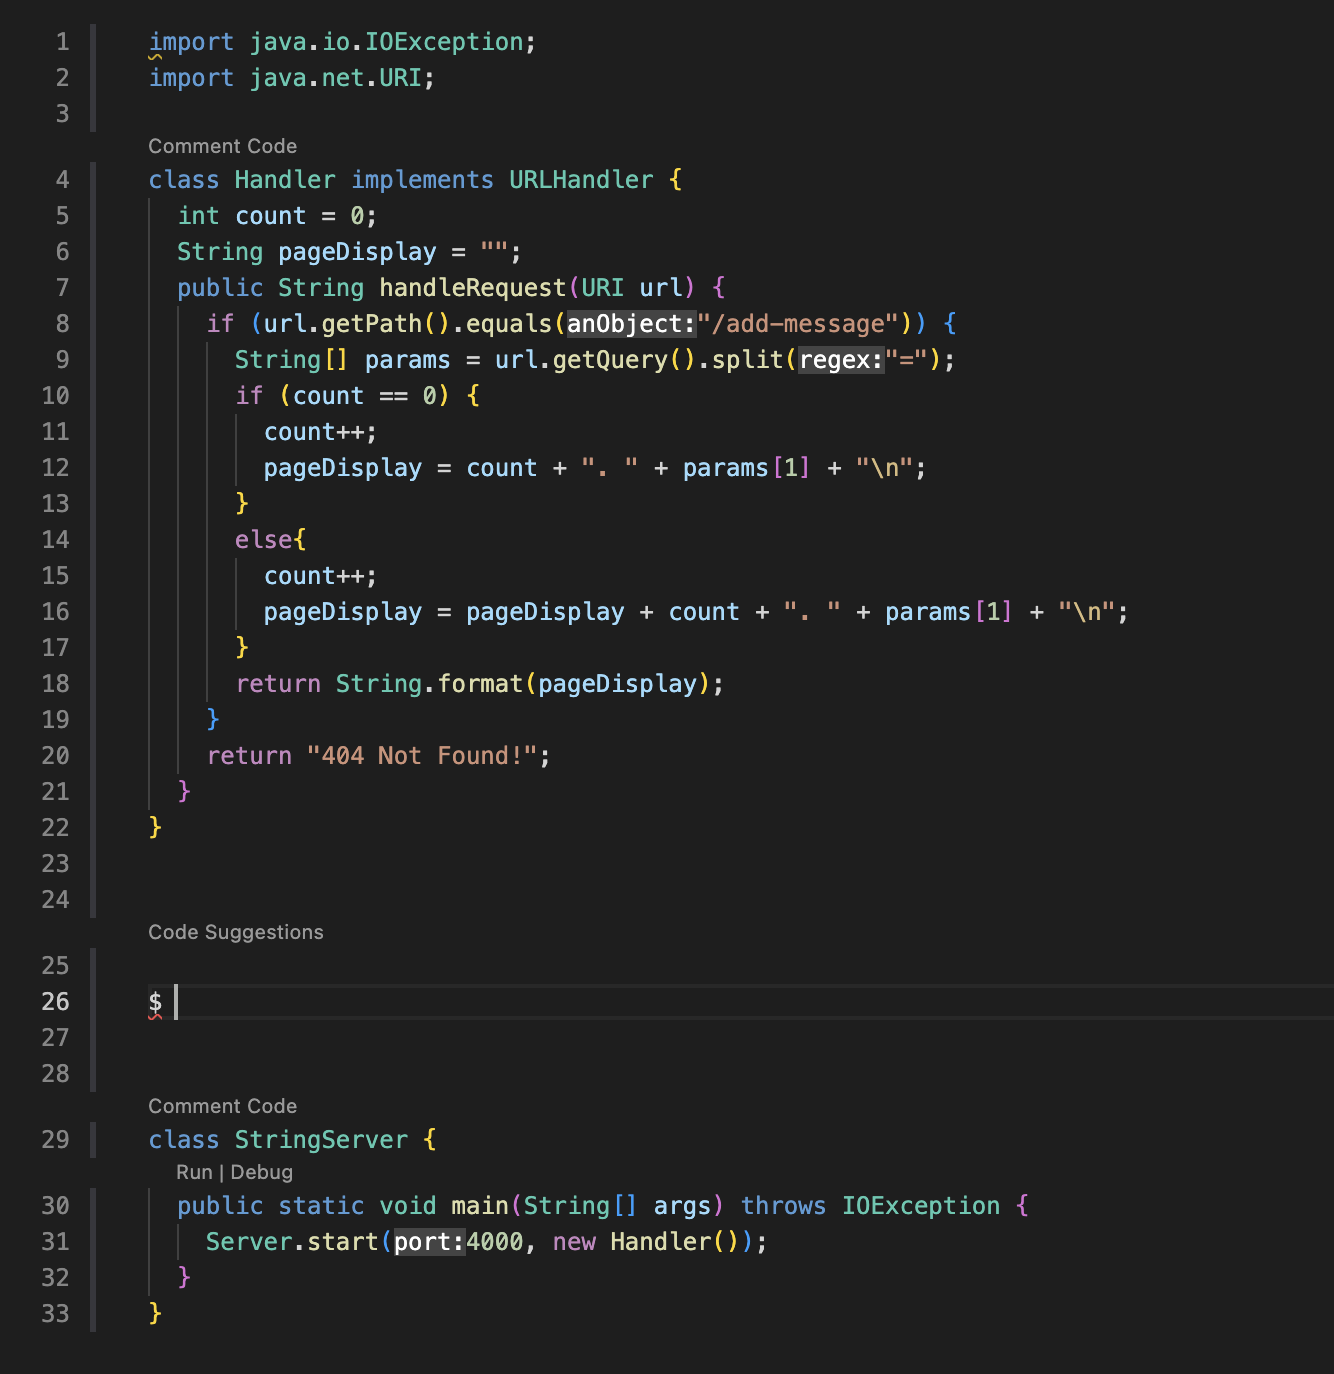 1 import java.io.IOException;
2 import java.net.URI;
3
Comment Code
4 class Handler implements URLHandler {
5 int count = 0;
6 String pageDisplay = "";
7 public String handleRequest(URI url) {
8 if (url.getPath().equals(anObject:"/add-message")) {
9 String[] params = url.getQuery().split(regex:"=");
10 if (count == 0) {
11 count++;
12 pageDisplay = count + ". " + params[1] + "\n";
13 }
14 else{
15 count++;
16 pageDisplay = pageDisplay + count + ". " + params[1] + "\n";
17 }
18 return String.format(pageDisplay);
19 }
20 return "404 Not Found!";
21 }
22 }
23
24
Code Suggestions
25
26 $
27
28
Comment Code
29 class StringServer {
Run | Debug
30 public static void main(String[] args) throws IOException {
31 Server.start(port:4000, new Handler());
32 }
33 }